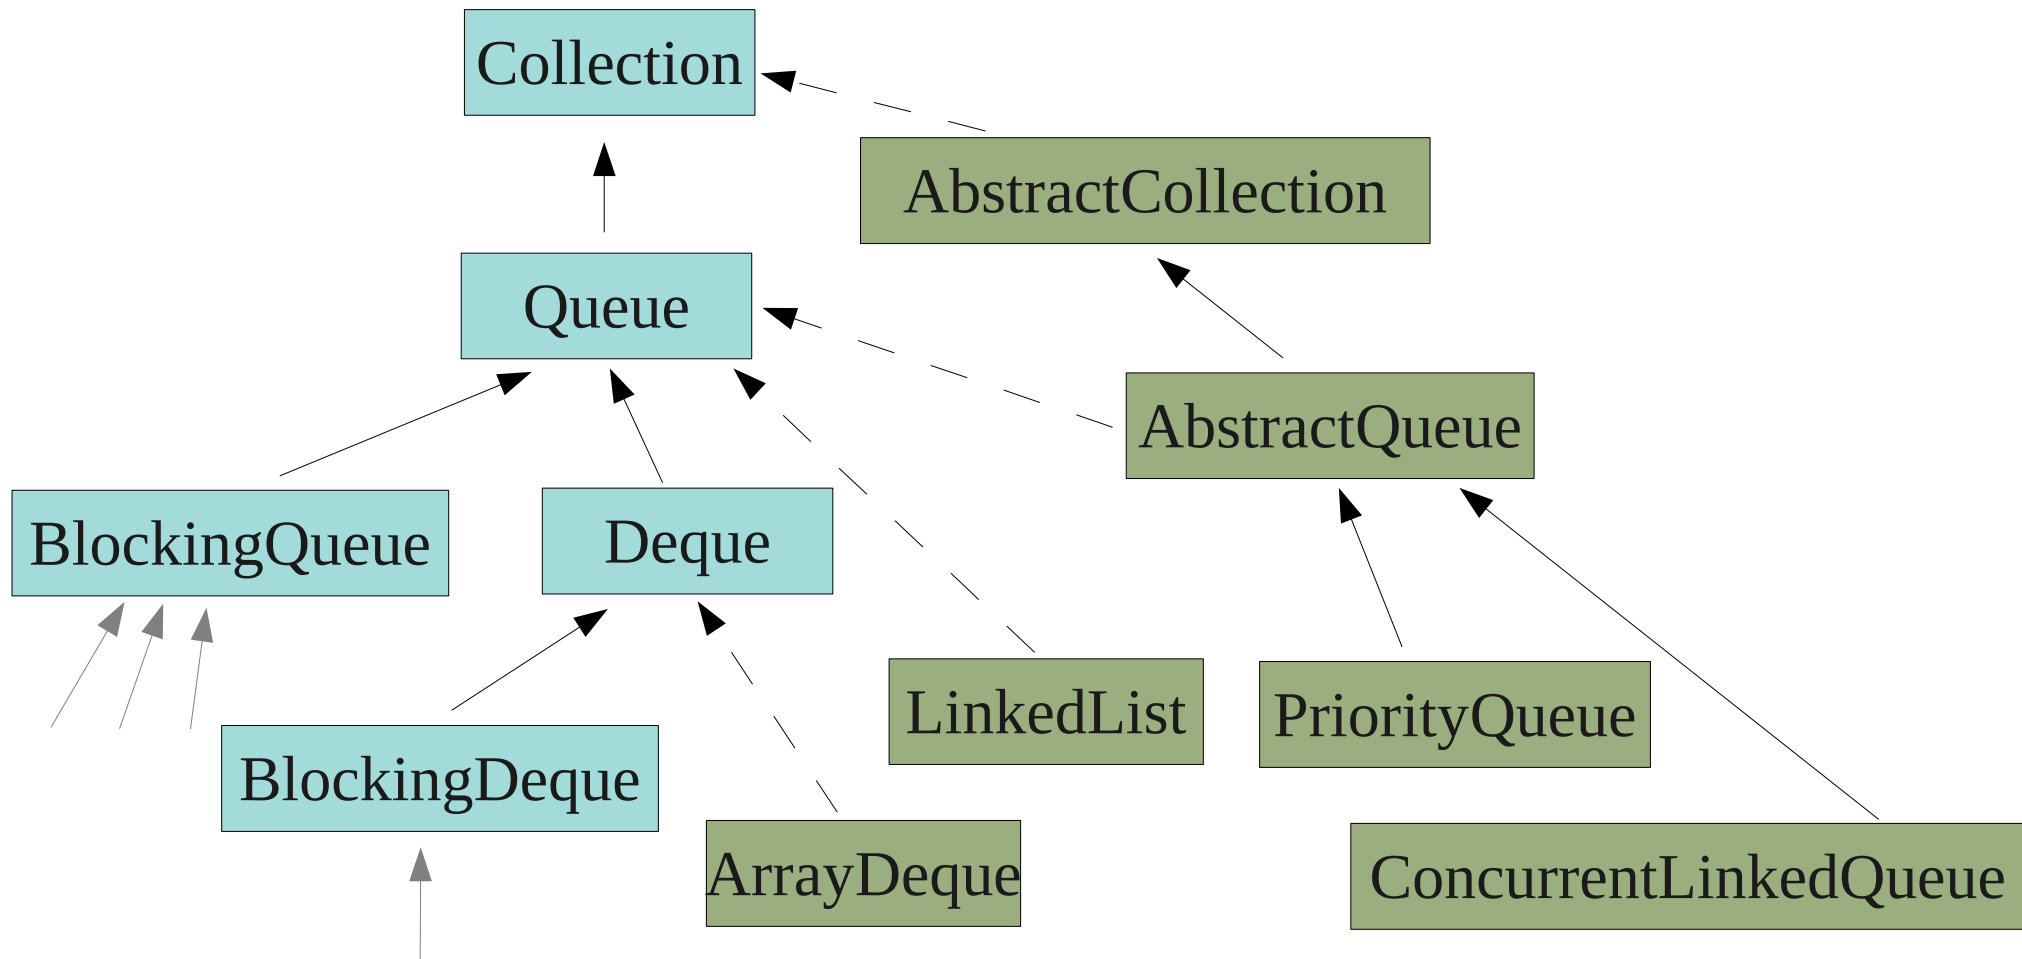 Collection
AbstractCollection
Queue
AbstractQueue
BlockingQueue
Deque
LinkedList
PriorityQueue
BlockingDeque
ArrayDeque
ConcurrentLinkedQueue